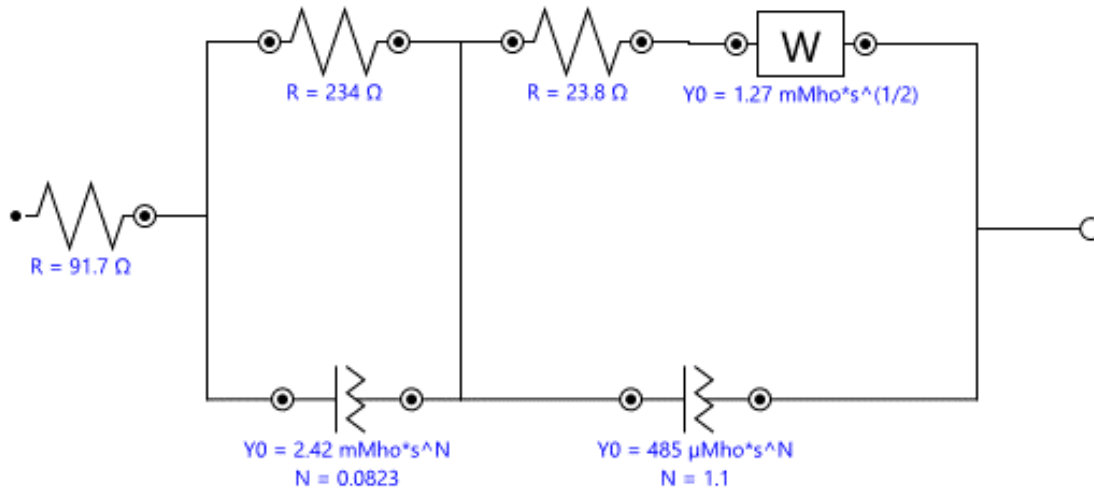 W
R = 234 Ω
R = 23.8 Ω
Y0 = 1.27 mMho*s^(1/2)
R = 91.7 Ω
Y0 = 2.42 mMho*s^N
N = 0.0823
Y0 = 485 µMho*s^N
N = 1.1